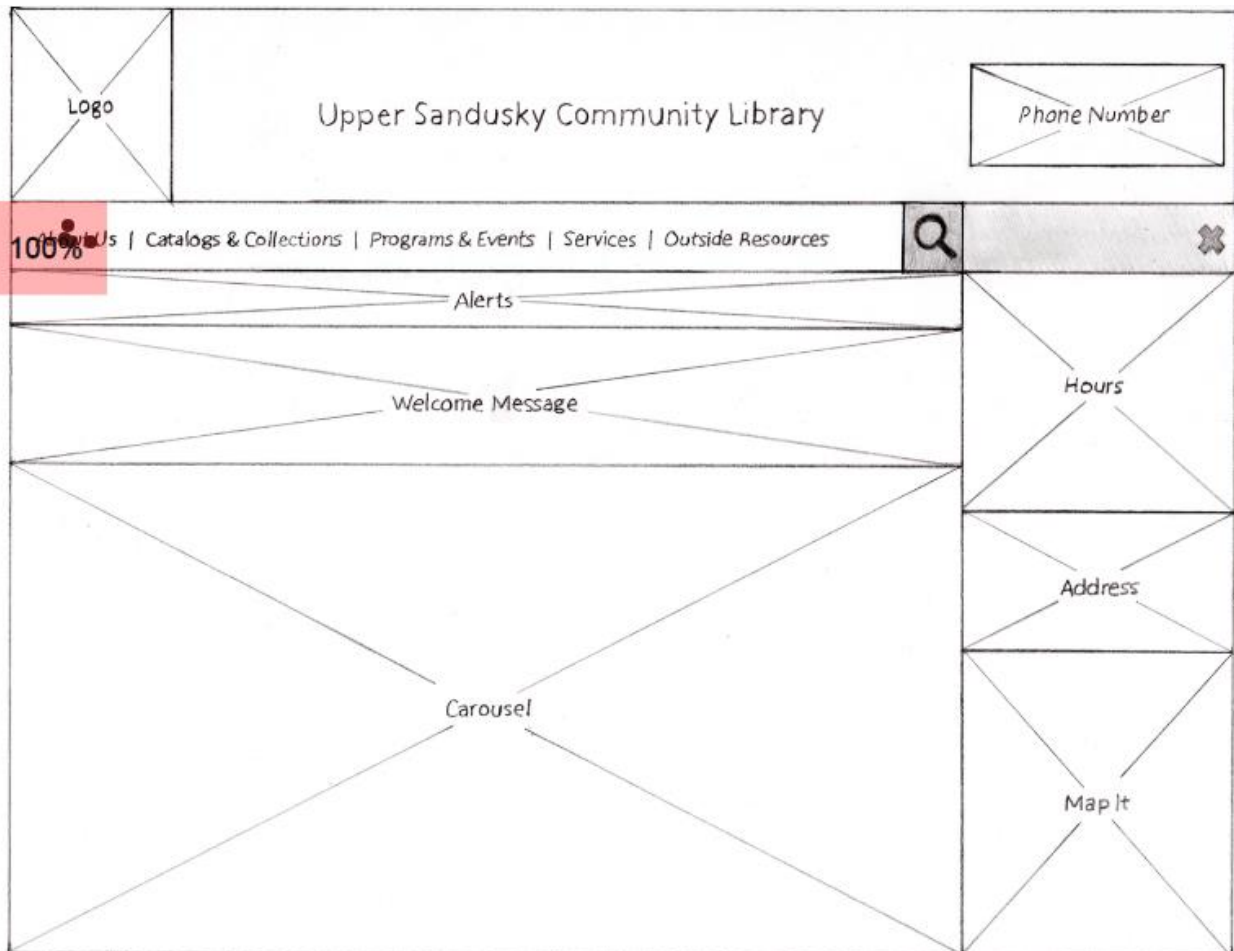 Logo
Upper Sandusky Community Library
Phone Number
100%
About Us | Catalogs & Collections | Programs & Events | Services | Outside Resources
Alerts
Welcome Message
Hours
Address
Carousel
Map It